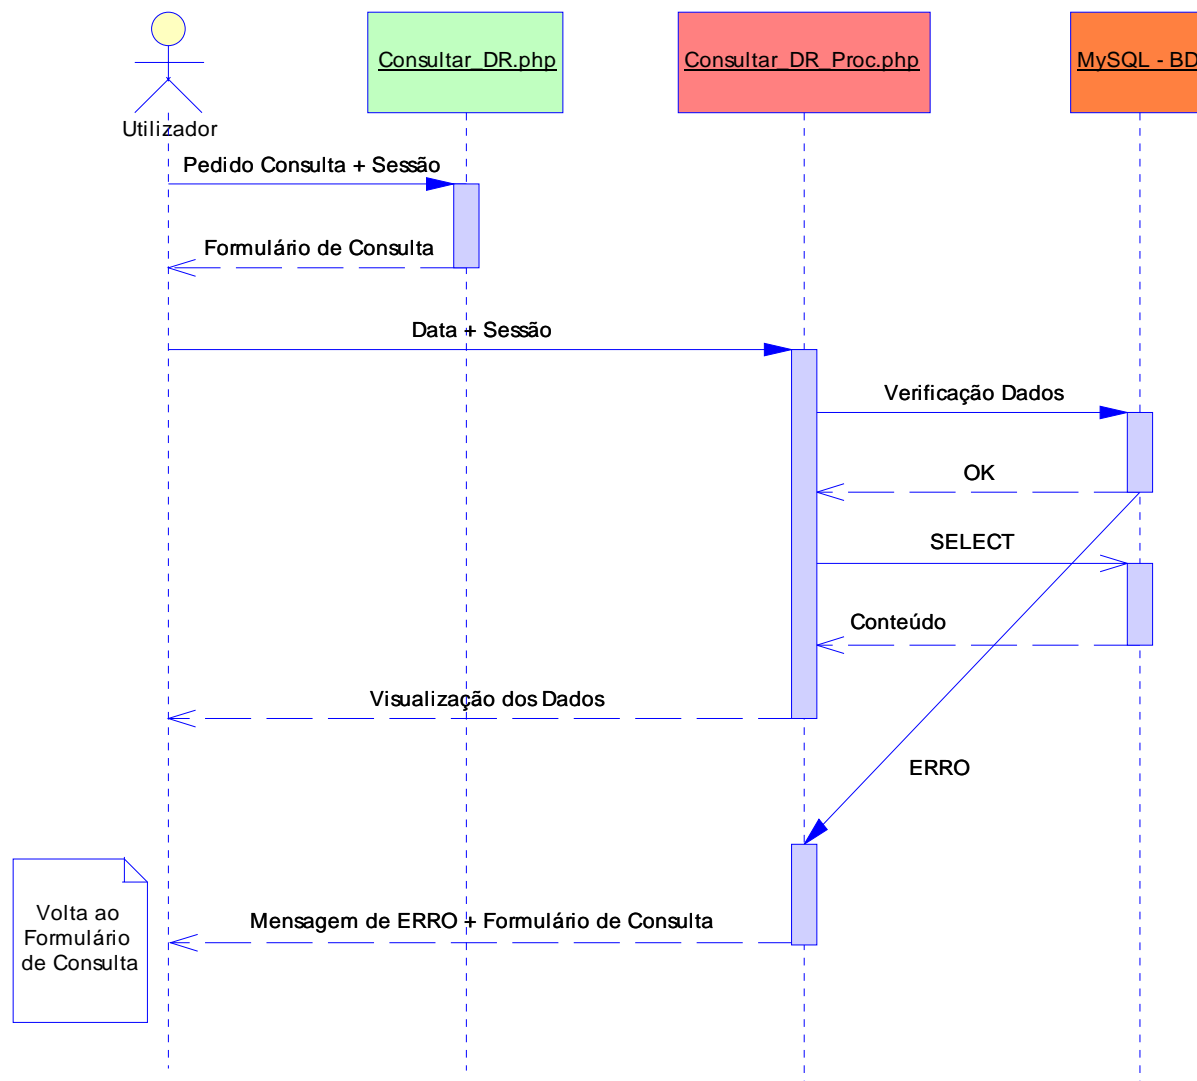 Consultar_DR.php
Consultar_DR_Proc.php
MySQL - BD
Utilizador
Pedido Consulta + Sessão
Formulário de Consulta
Data + Sessão
Verificação Dados
OK
SELECT
Conteúdo
Visualização dos Dados
ERRO
Volta ao
Formulário
de Consulta
Mensagem de ERRO + Formulário de Consulta